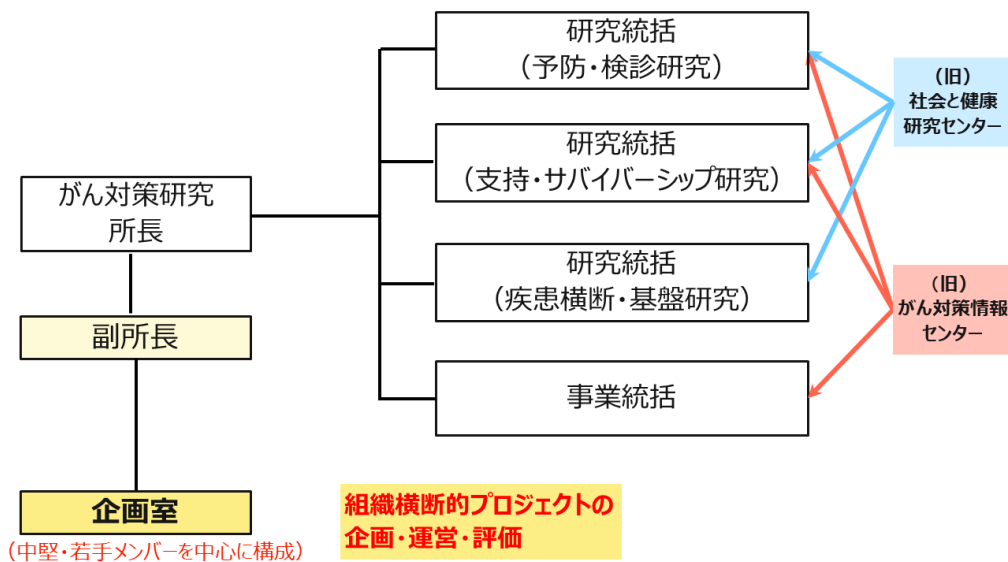 研究統括
（予防・検診研究）
研究統括
（支持・サバイバーシップ研究）
研究統括
（疾患横断・基盤研究）
事業統括
がん対策研究
所長
副所長
企画室
（中堅・若手メンバーを中心に構成）
組織横断的プロジェクトの
企画・運営・評価
（旧）
社会と健康
研究センター
（旧）
がん対策情報
センター